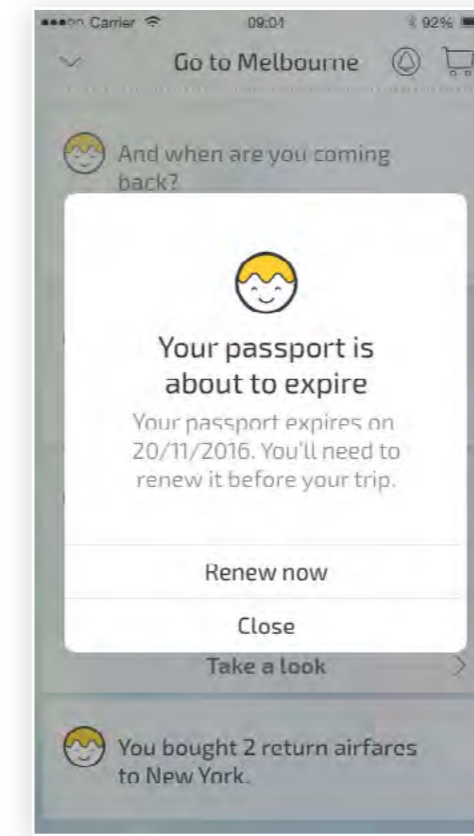 Carrier 09:01 92%
Go to Melbourne
And when are you coming
back?
Your passport is
about to expire
Your passport expires on
20/11/2016. You'll need to
renew it before your trip.
Renew now
Close
Take a look
You bought 2 return airfares
to New York.